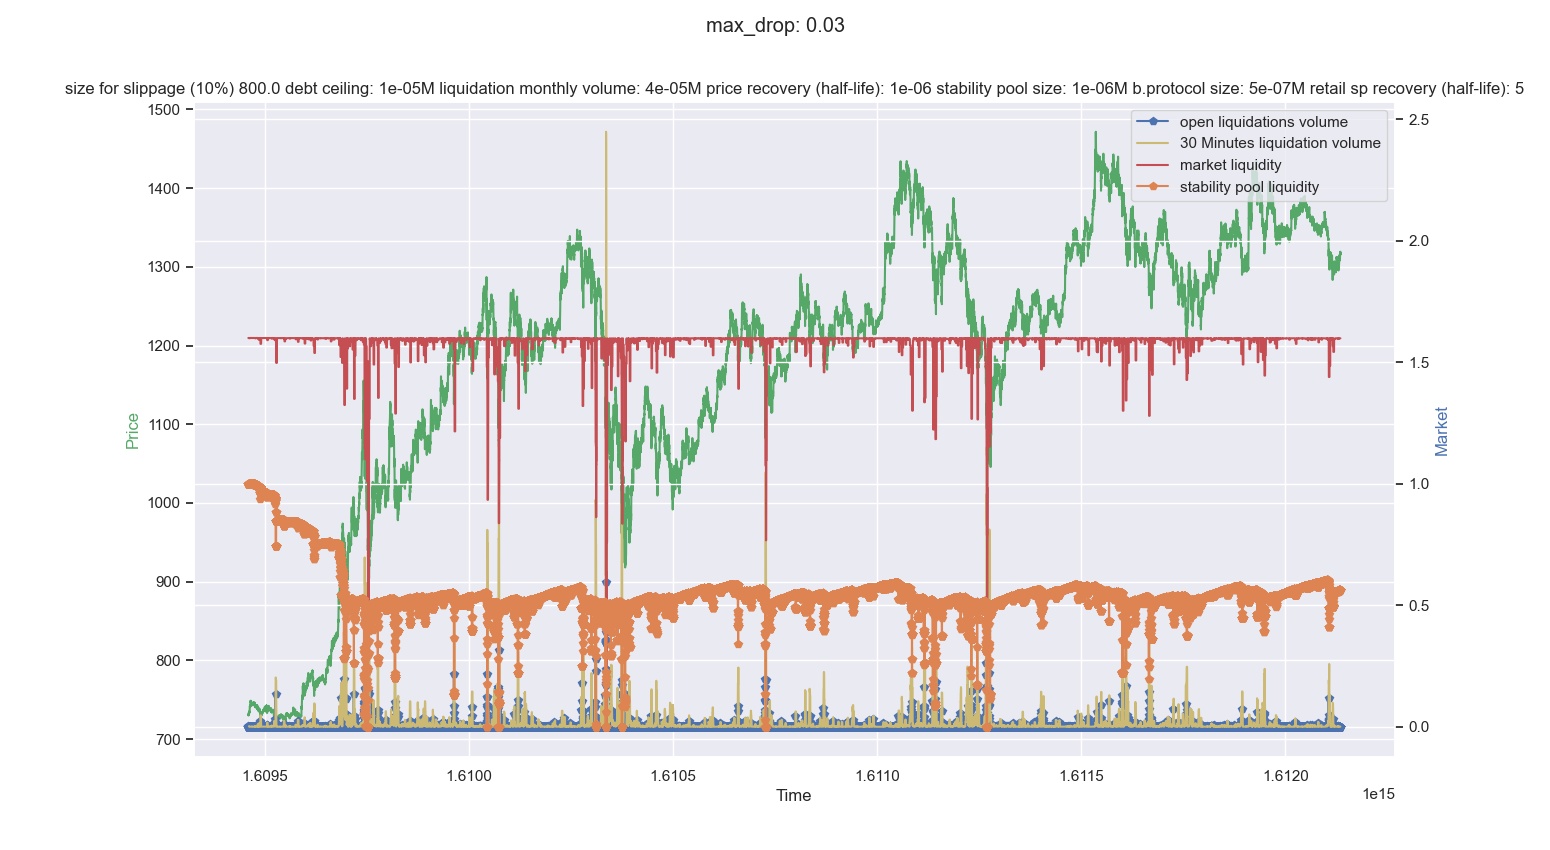 max_drop: 0.03
size for slippage (10%) 800.0 debt ceiling: 1e-05M liquidation monthly volume: 4e-05M price recovery (half-life): 1e-06 stability pool size: 1e-06M b.protocol size: 5e-07M retail sp recovery (half-life): 5
open liquidations volume
30 Minutes liquidation volume
market liquidity
stability pool liquidity
1500
1400
1300
1200
1100
1000
900
800
700
Price
2.5
2.0
1.5
1.0
0.5
0.0
Market
1.6095 1.6100 1.6105 1.6110 1.6115 1.6120
1e15
Time